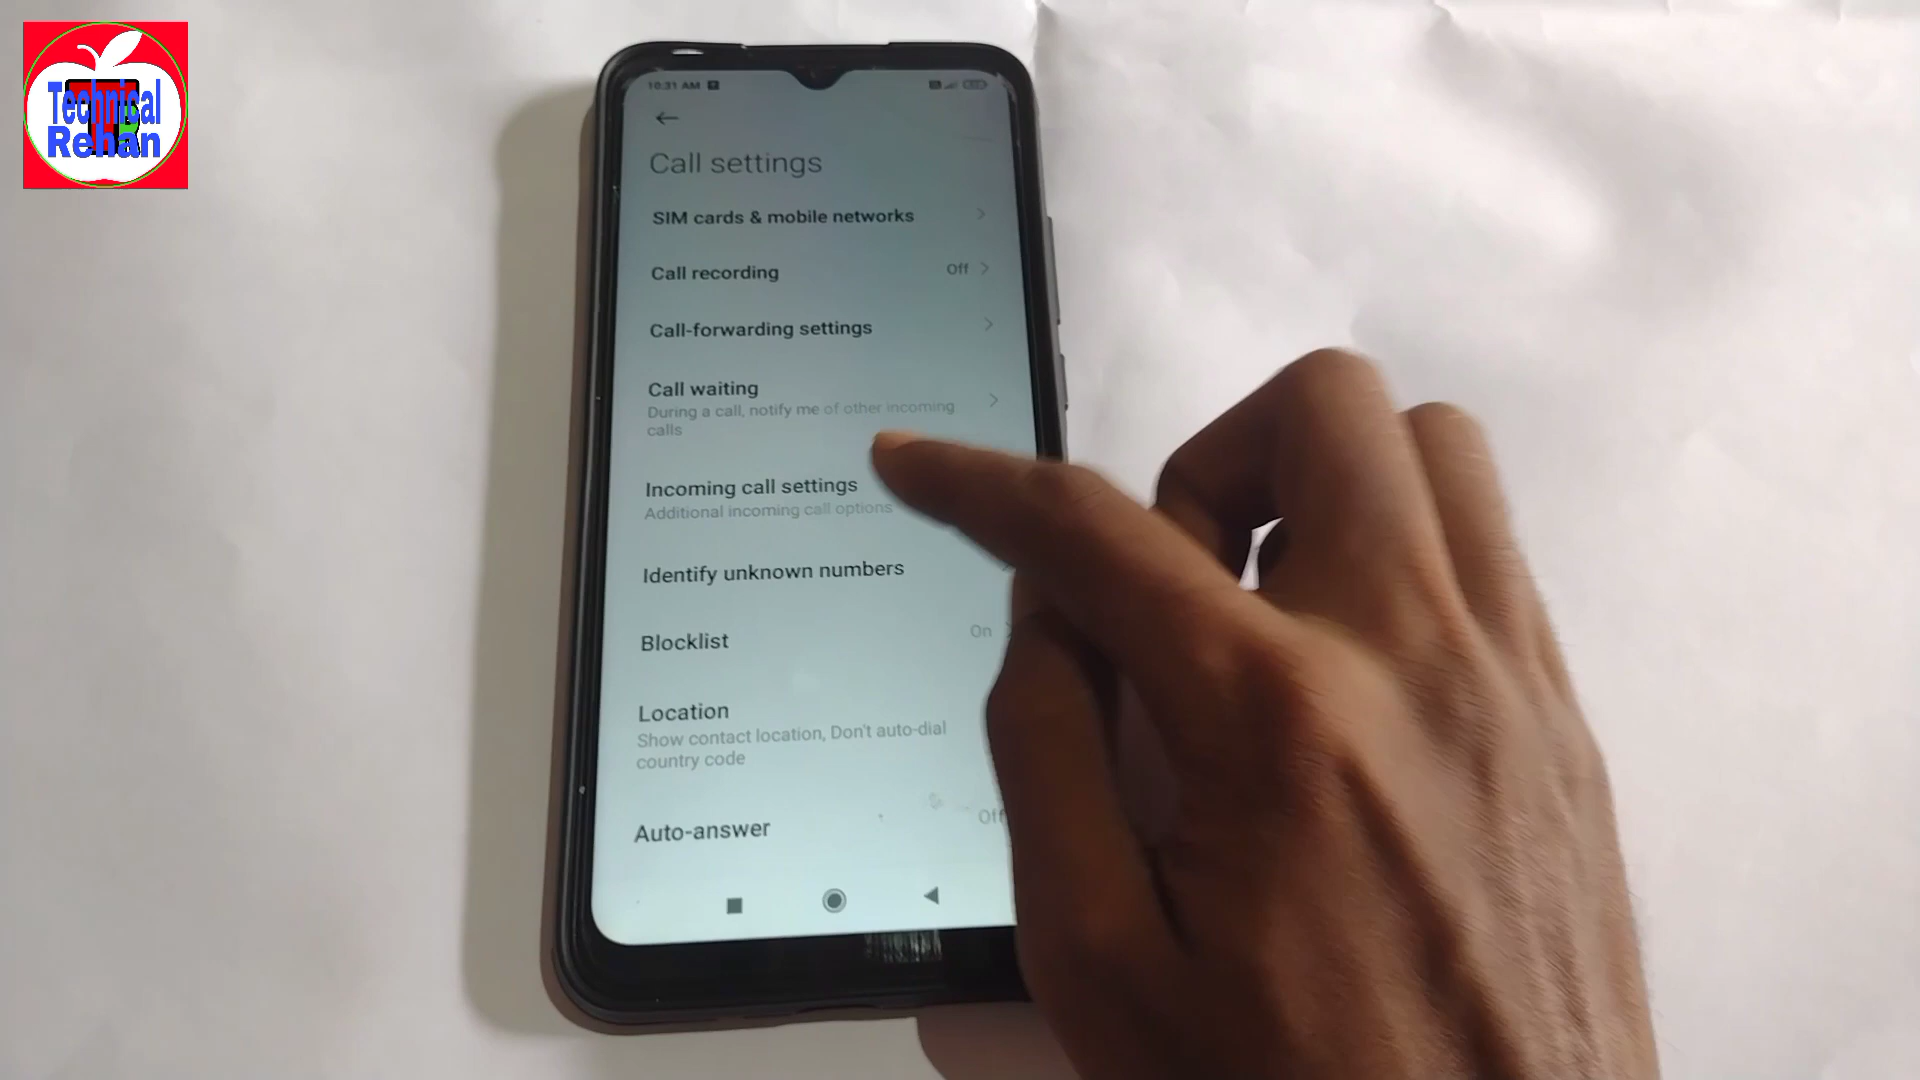 Technical
Rehan
10:31 AM
Call settings
SIM cards & mobile networks
Call recording
Off
Call-forwarding settings
Call waiting
During a call, notify me of other incoming
calls
Incoming call settings
Additional incoming call options
Identify unknown numbers
Blocklist
On
Location
Show contact location, Don't auto-dial
country code
Auto-answer
Off